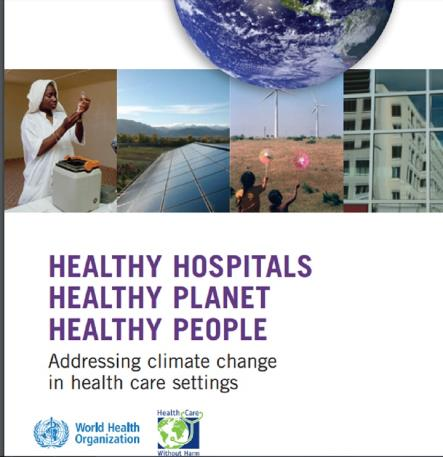 HEALTHY HOSPITALS
HEALTHY PLANET
HEALTHY PEOPLE
Addressing climate change
in health care settings
World Health
Organization
Health Care
Without Harm